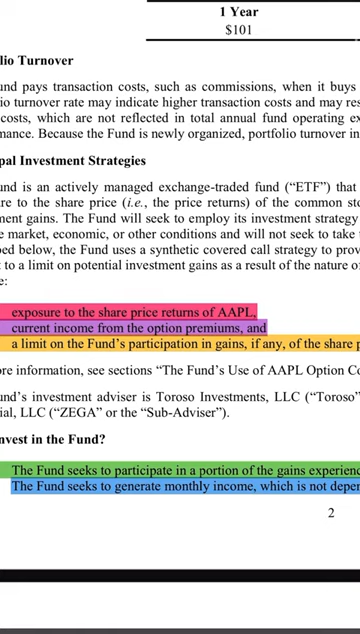 1 Year
$101
lio Turnover
und pays transaction costs, such as commissions, when it buys
io turnover rate may indicate higher transaction costs and may res
costs, which are not reflected in total annual fund operating ex
mance. Because the Fund is newly organized, portfolio turnover in
pal Investment Strategies
und is an actively managed exchange-traded fund (“ETF”) that
re to the share price (i.e., the price returns) of the common sto
ment gains. The Fund will seek to employ its investment strategy
e market, economic, or other conditions and will not seek to take t
bed below, the Fund uses a synthetic covered call strategy to prov
t to a limit on potential investment gains as a result of the nature of
e:
exposure to the share price returns of AAPL,
current income from the option premiums, and
a limit on the Fund’s participation in gains, if any, of the share p
ore information, see sections “The Fund’s Use of AAPL Option Co
und’s investment adviser is Toroso Investments, LLC (“Toroso”
ial, LLC (“ZEGA” or the “Sub-Adviser”).
nvest in the Fund?
The Fund seeks to participate in a portion of the gains experienc
The Fund seeks to generate monthly income, which is not depen
2